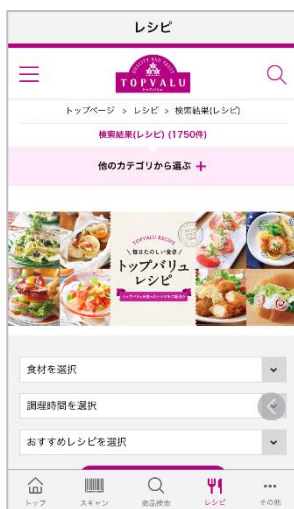 レシピ
QUALITY AND TRUST
TOPVALU
トップバリュ
トップページ > レシピ > 検索結果(レシピ)
検索結果(レシピ) (1750件)
他のカテゴリから選ぶ +
TOPVALU RECIPE
毎日たのしい食卓
トップバリュ
レシピ
食材を選択
調理時間を選択
おすすめレシピを選択
トップ
スキャン
商品検索
レシピ
その他